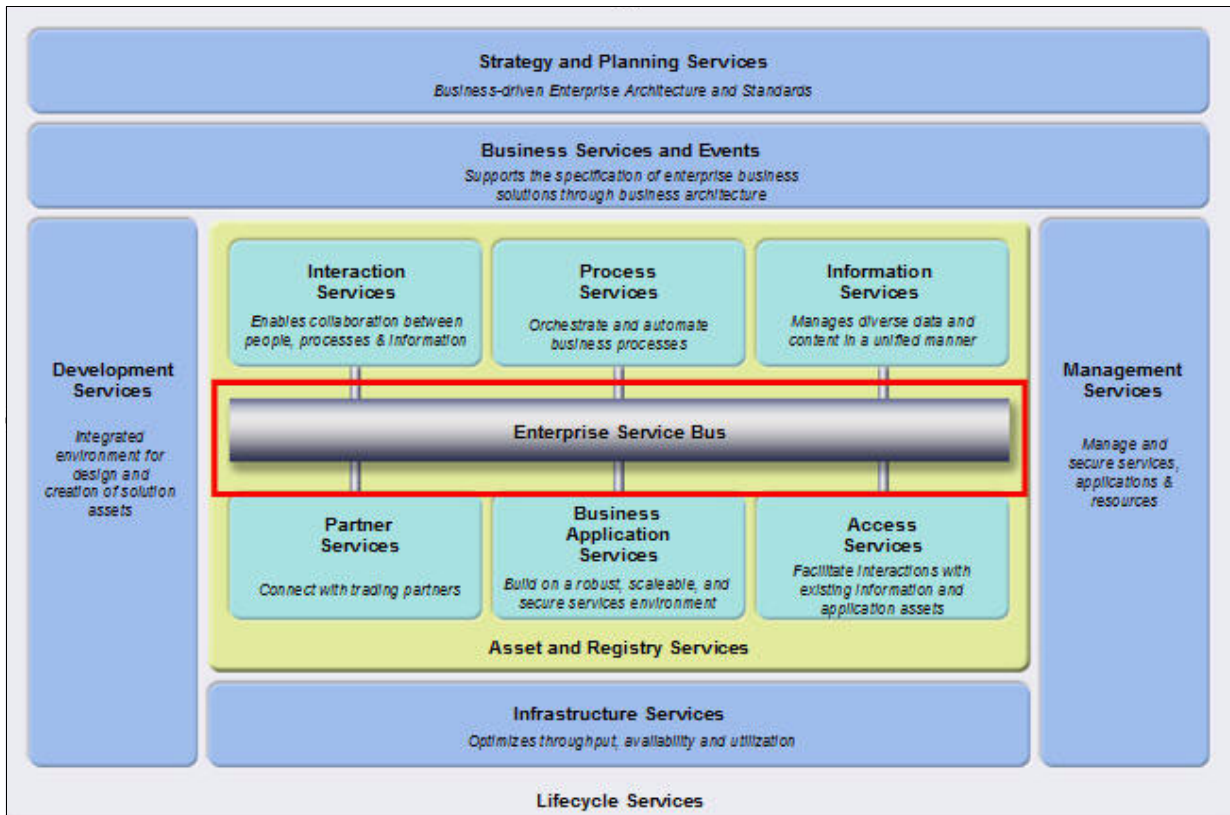 Strategy and Planning Services
Business-driven Enterprise Architecture and Standards
Business Services and Events
Supports the specification of enterprise business
solutions through business architecture
Development
Services
Integrated
environment for
design and
creation of solution
assets
Interaction
Services
Enables collaboration between
people, processes & information
Process
Services
Orchestrate and automate
business processes
Information
Services
Manages diverse data and
content in a unified manner
Enterprise Service Bus
Partner
Services
Connect with trading partners
Business
Application
Services
Build on a robust, scaleable, and
secure services environment
Access
Services
Facilitate interactions with
existing information and
application assets
Asset and Registry Services
Management
Services
Manage and
secure services,
applications &
resources
Infrastructure Services
Optimizes throughput, availability and utilization
Lifecycle Services